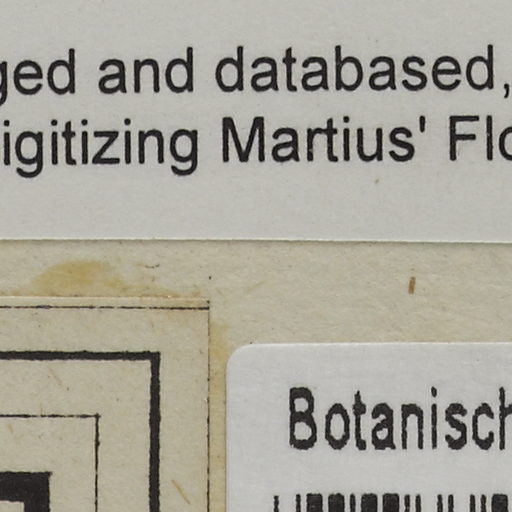 ged and databased,
igitizing Martius' Flo
Botanisch